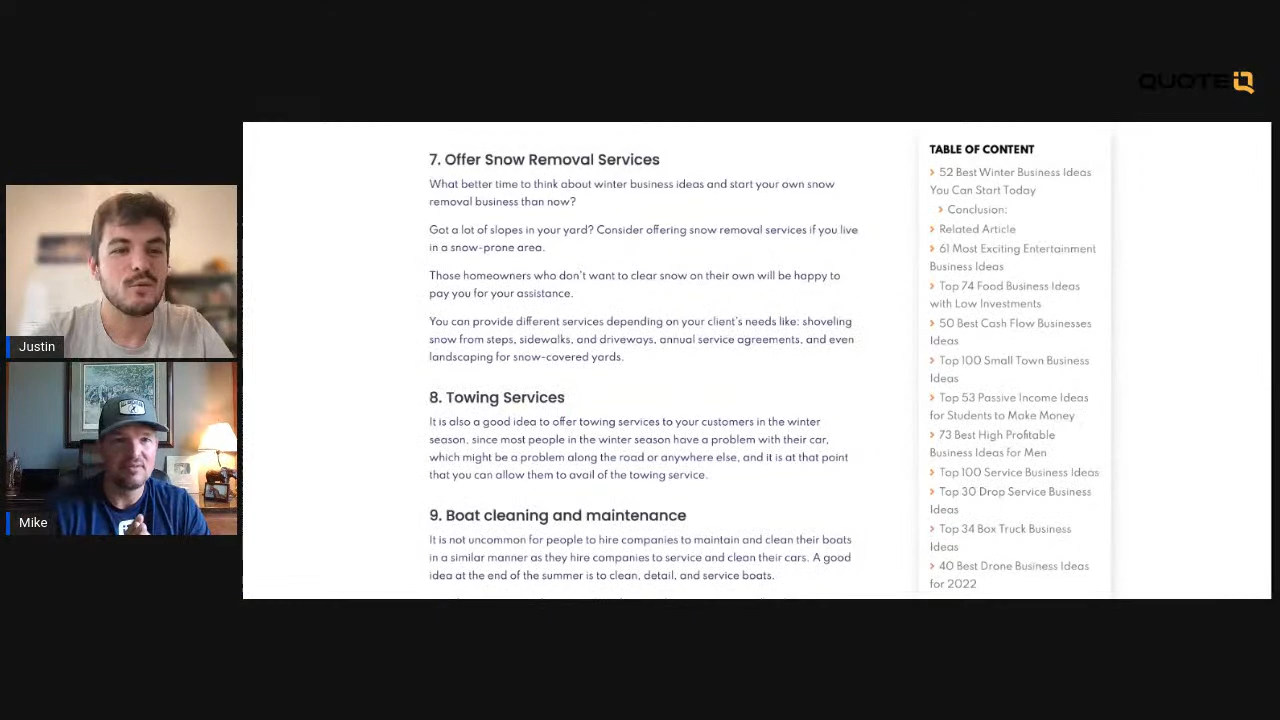 QUOTE IQ
7. Offer Snow Removal Services
What better time to think about winter business ideas and start your own snow
removal business than now?
Got a lot of slopes in your yard? Consider offering snow removal services if you live
in a snow-prone area.
Those homeowners who don't want to clear snow on their own will be happy to
pay you for your assistance.
You can provide different services depending on your client's needs like: shoveling
snow from steps, sidewalks, and driveways, annual service agreements, and even
landscaping for snow-covered yards.
8. Towing Services
It is also a good idea to offer towing services to your customers in the winter
season, since most people in the winter season have a problem with their car,
which might be a problem along the road or anywhere else, and it is at that point
that you can allow them to avail of the towing service.
9. Boat cleaning and maintenance
It is not uncommon for people to hire companies to maintain and clean their boats
in a similar manner as they hire companies to service and clean their cars. A good
idea at the end of the summer is to clean, detail, and service boats.
TABLE OF CONTENT
52 Best Winter Business Ideas
You Can Start Today
Conclusion:
Related Article
61 Most Exciting Entertainment
Business Ideas
Top 74 Food Business Ideas
with Low Investments
50 Best Cash Flow Businesses
Ideas
Top 100 Small Town Business
Ideas
Top 53 Passive Income Ideas
for Students to Make Money
73 Best High Profitable
Business Ideas for Men
Top 100 Service Business Ideas
Top 30 Drop Service Business
Ideas
Top 34 Box Truck Business
Ideas
40 Best Drone Business Ideas
for 2022
Justin
Mike